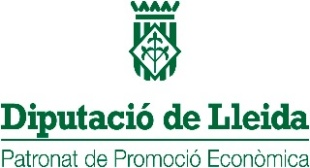 Diputació de Lleida
Patronat de Promoció Econòmica